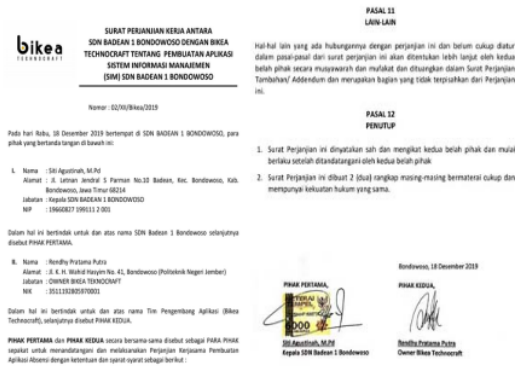 bikea
TECHNOCRAFT
SURAT PERJANJIAN KERJA ANTARA
SDN BADEAN 1 BONDOWOSO DENGAN BIKEA
TECHNOCRAFT TENTANG PEMBUATAN APLIKASI
SISTEM INFORMASI MANAJEMEN
(SIM) SDN BADEAN 1 BONDOWOSO
Nomor : 02/XII/Bikea/2019
Pada hari Rabu, 18 Desember 2019 bertempat di SDN BADEAN 1 BONDOWOSO, para
pihak yang bertanda tangan di bawah ini:
I. Nama : Siti Agustinah, M.Pd
Alamat : Jl. Letnan Jendral S Parman No.10 Badean, Kec. Bondowoso, Kab.
Bondowoso, Jawa Timur 68214
Jabatan : Kepala SDN BADEAN 1 BONDOWOSO
NIP : 19660827 199111 2 001
Dalam hal ini bertindak untuk dan atas nama SDN Badean 1 Bondowoso selanjutnya
disebut PIHAK PERTAMA.
II. Nama : Rendhy Pratama Putra
Alamat : Jl. K. H. Wahid Hasyim No. 41, Bondowoso (Politeknik Negeri Jember)
Jabatan : OWNER BIKEA TEKNOCRAFT
NIK : 3511192805970001
Dalam hal ini bertindak untuk dan atas nama Tim Pengembang Aplikasi (Bikea
Technocraft), selanjutnya disebut PIHAK KEDUA.
PIHAK PERTAMA dan PIHAK KEDUA secara bersama-sama disebut sebagai PARA PIHAK
sepakat untuk menandatangani dan melaksanakan Perjanjian Kerjasama Pembuatan
Aplikasi Absensi dengan ketentuan dan syarat-syarat sebagai berikut :
PASAL 11
LAIN-LAIN
Hal-hal lain yang ada hubungannya dengan perjanjian ini dan belum cukup diatur
dalam pasal-pasal dari surat perjanjian ini akan ditentukan lebih lanjut oleh kedua
belah pihak secara musyawarah dan mufakat dan dituangkan dalam Surat Perjanjian
Tambahan/ Addendum dan merupakan bagian yang tidak terpisahkan dari Perjanjian
ini.
PASAL 12
PENUTUP
1. Surat Perjanjian ini dinyatakan sah dan mengikat kedua belah pihak dan mulai
berlaku setelah ditandatangani oleh kedua belah pihak
2. Surat Perjanjian ini dibuat 2 (dua) rangkap masing-masing bermaterai cukup dan
mempunyai kekuatan hukum yang sama.
Bondowoso, 18 Desember 2019
PIHAK PERTAMA,
PIHAK KEDUA,
6000
Siti Agustinah, M.Pd
Kepala SDN Badean 1 Bondowoso
Rendhy Pratama Putra
Owner Bikea Technocraft